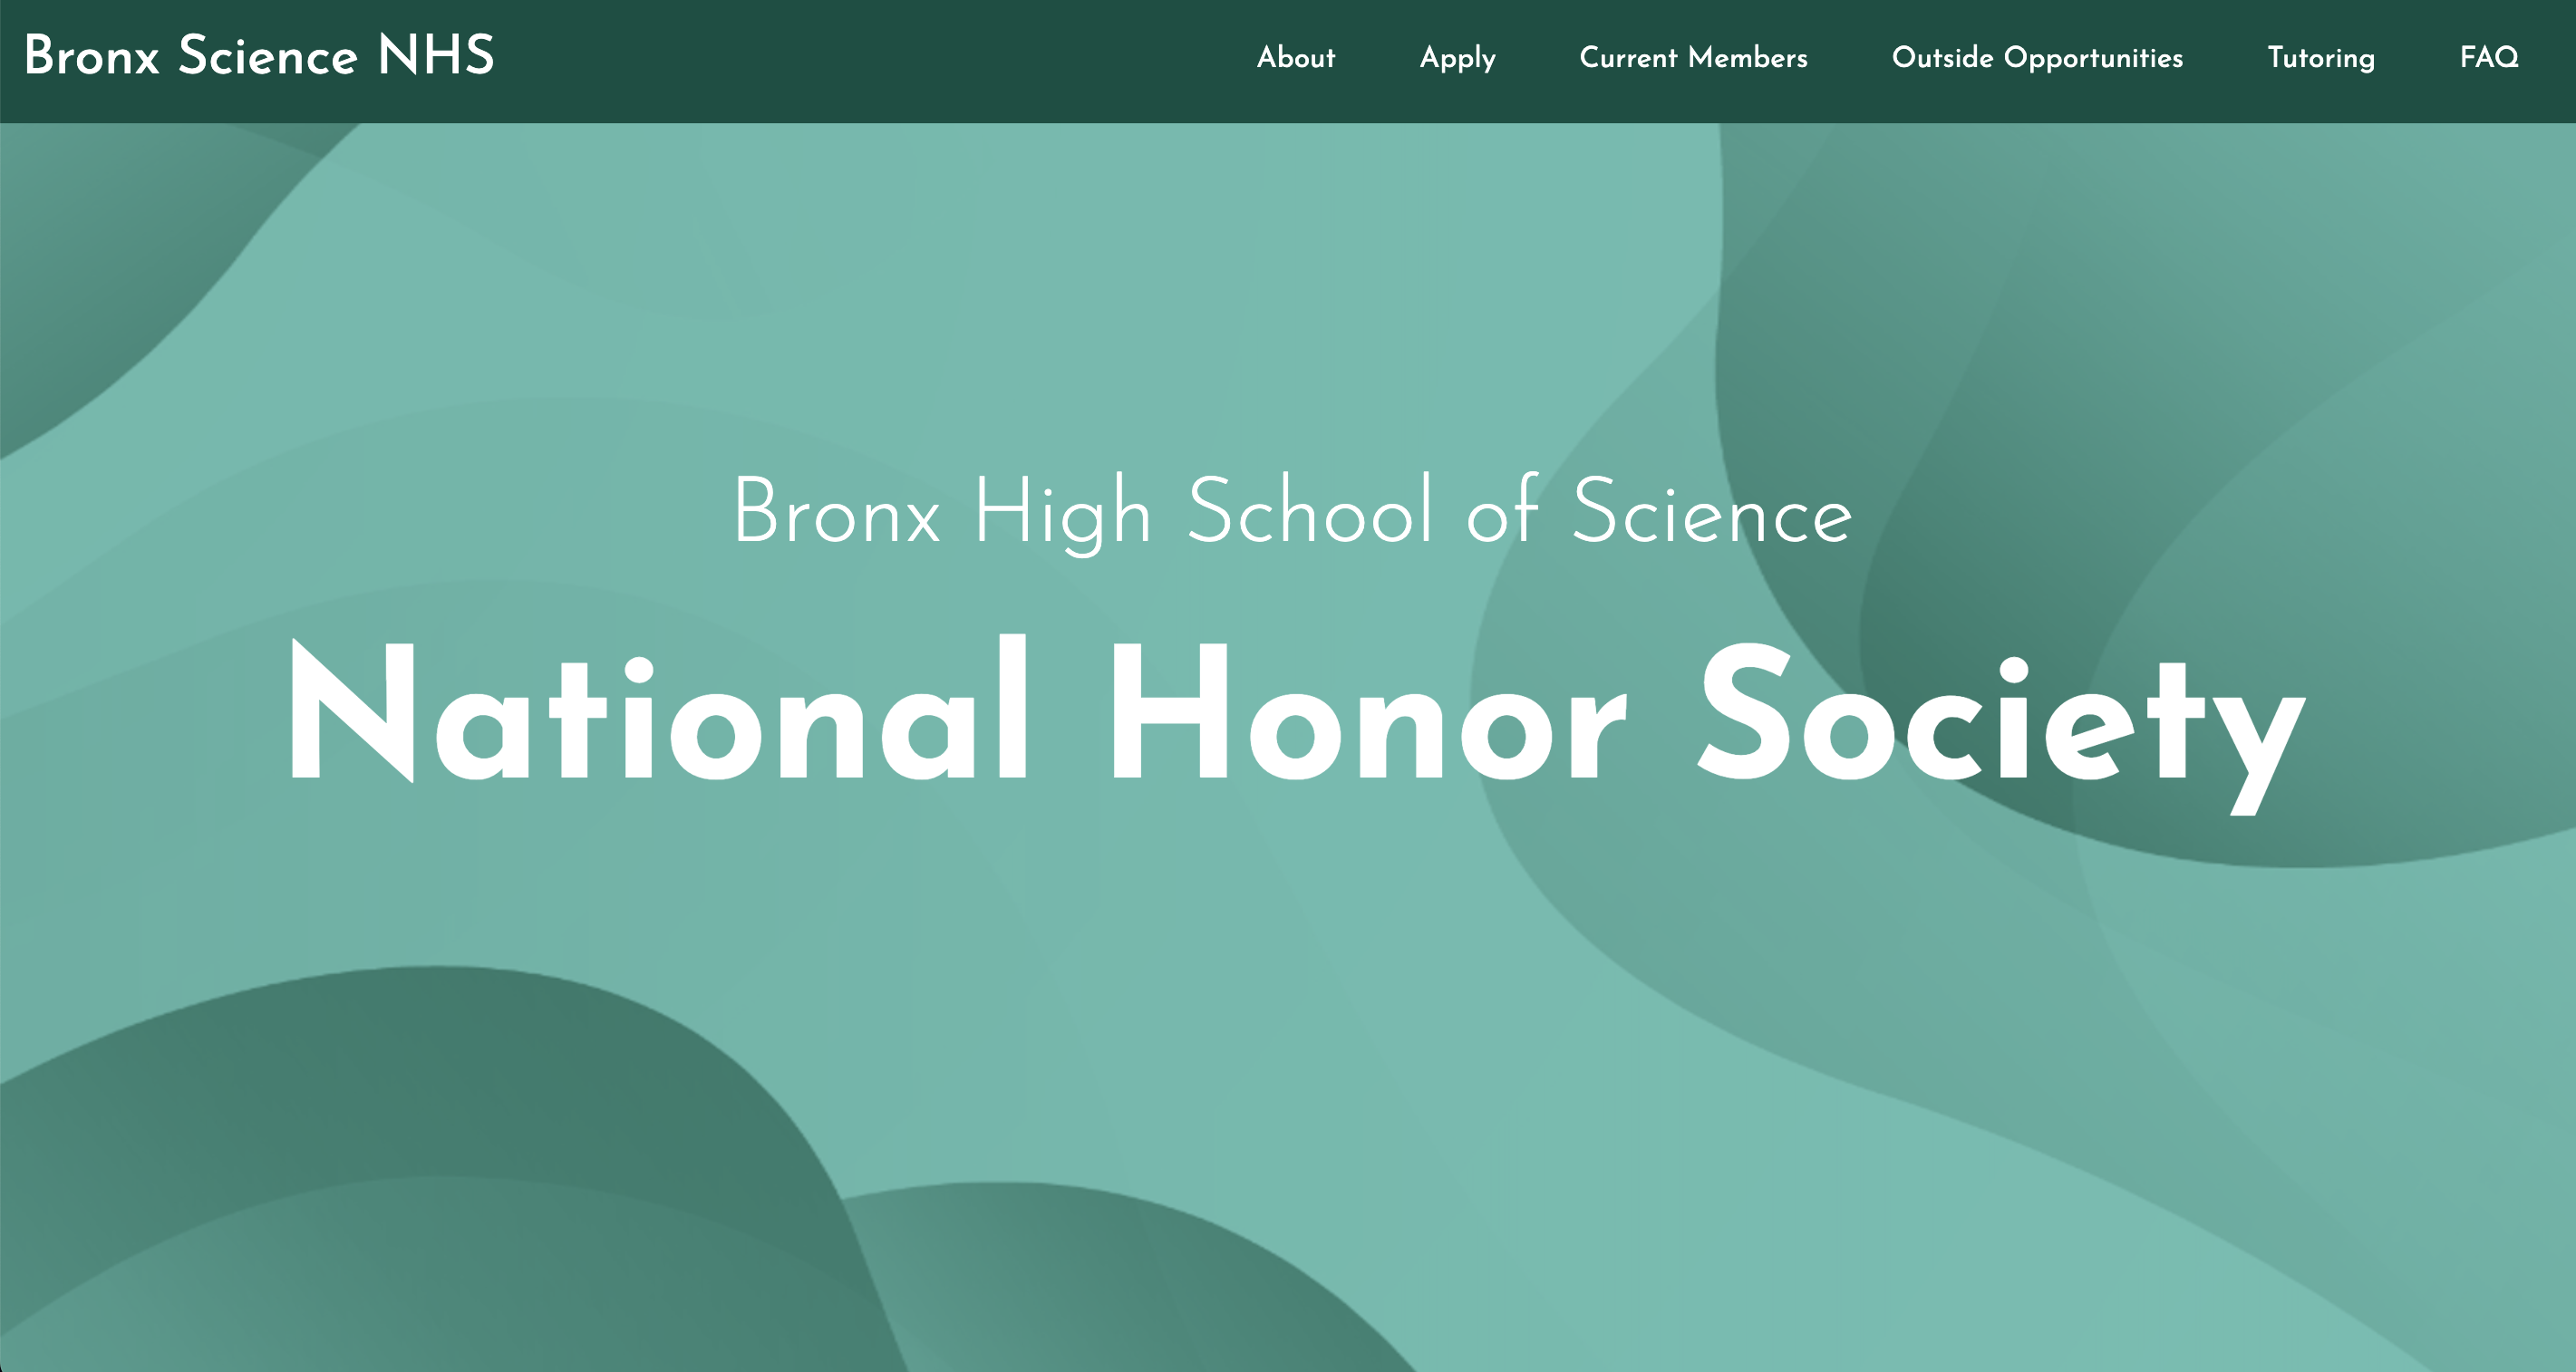 Bronx Science NHS About Apply Current Members Outside Opportunities Tutoring FAQ
Bronx High School of Science
National Honor Society